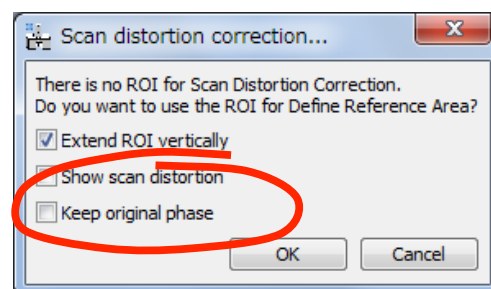 Scan distortion correction...
There is no ROI for Scan Distortion Correction.
Do you want to use the ROI for Define Reference Area?
Extend ROI vertically
Show scan distortion
Keep original phase
OK Cancel